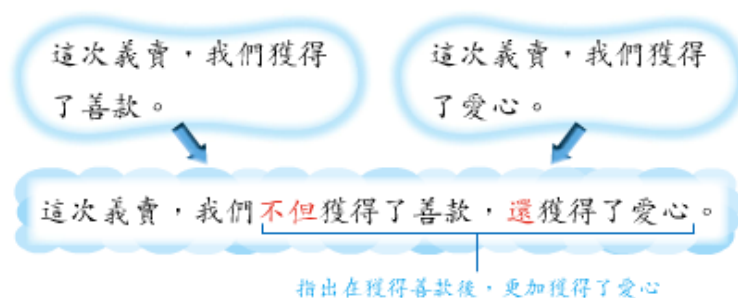 這次義賣，我們獲得
了善款。
這次義賣，我們獲得
了愛心。
這次義賣，我們不但獲得了善款，還獲得了愛心。
指出在獲得善款後，更加獲得了愛心